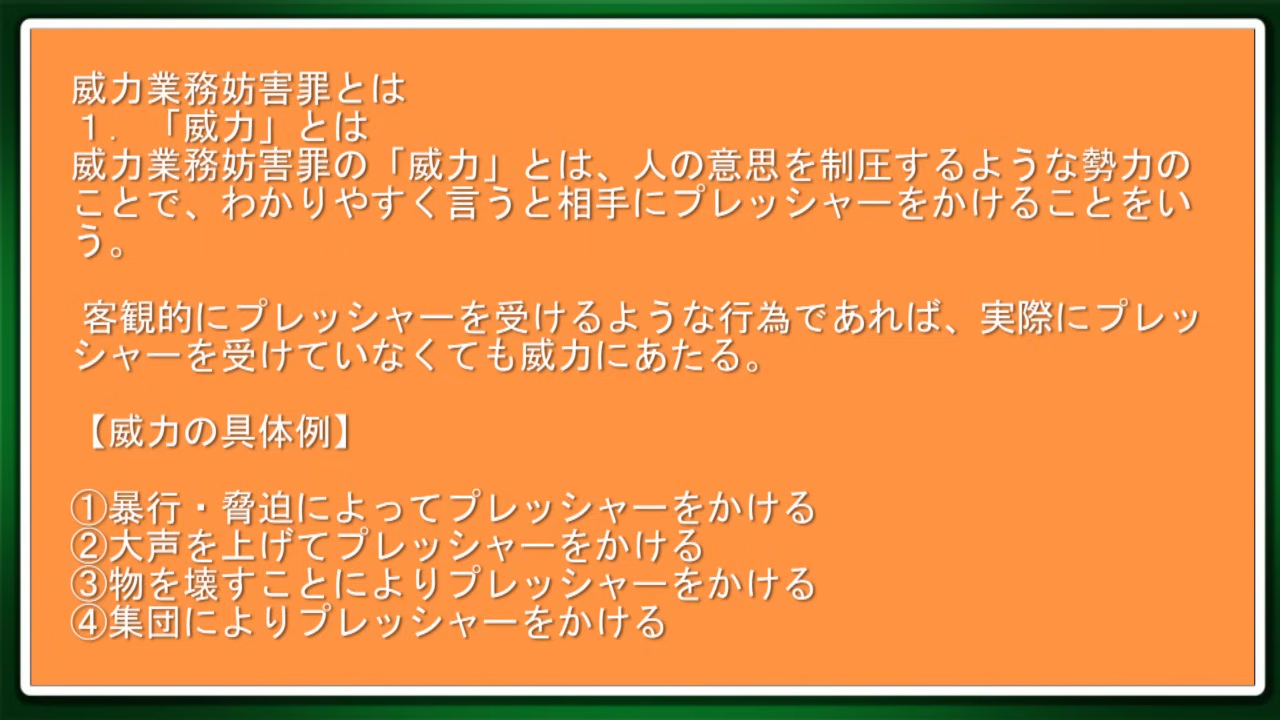 威力業務妨害罪とは
１．「威力」とは
威力業務妨害罪の「威力」とは、人の意思を制圧するような勢力の
ことで、わかりやすく言うと相手にプレッシャーをかけることをい
う。
客観的にプレッシャーを受けるような行為であれば、実際にプレッ
シャーを受けていなくても威力にあたる。
【威力の具体例】
①暴行・脅迫によってプレッシャーをかける
②大声を上げてプレッシャーをかける
③物を壊すことによりプレッシャーをかける
④集団によりプレッシャーをかける